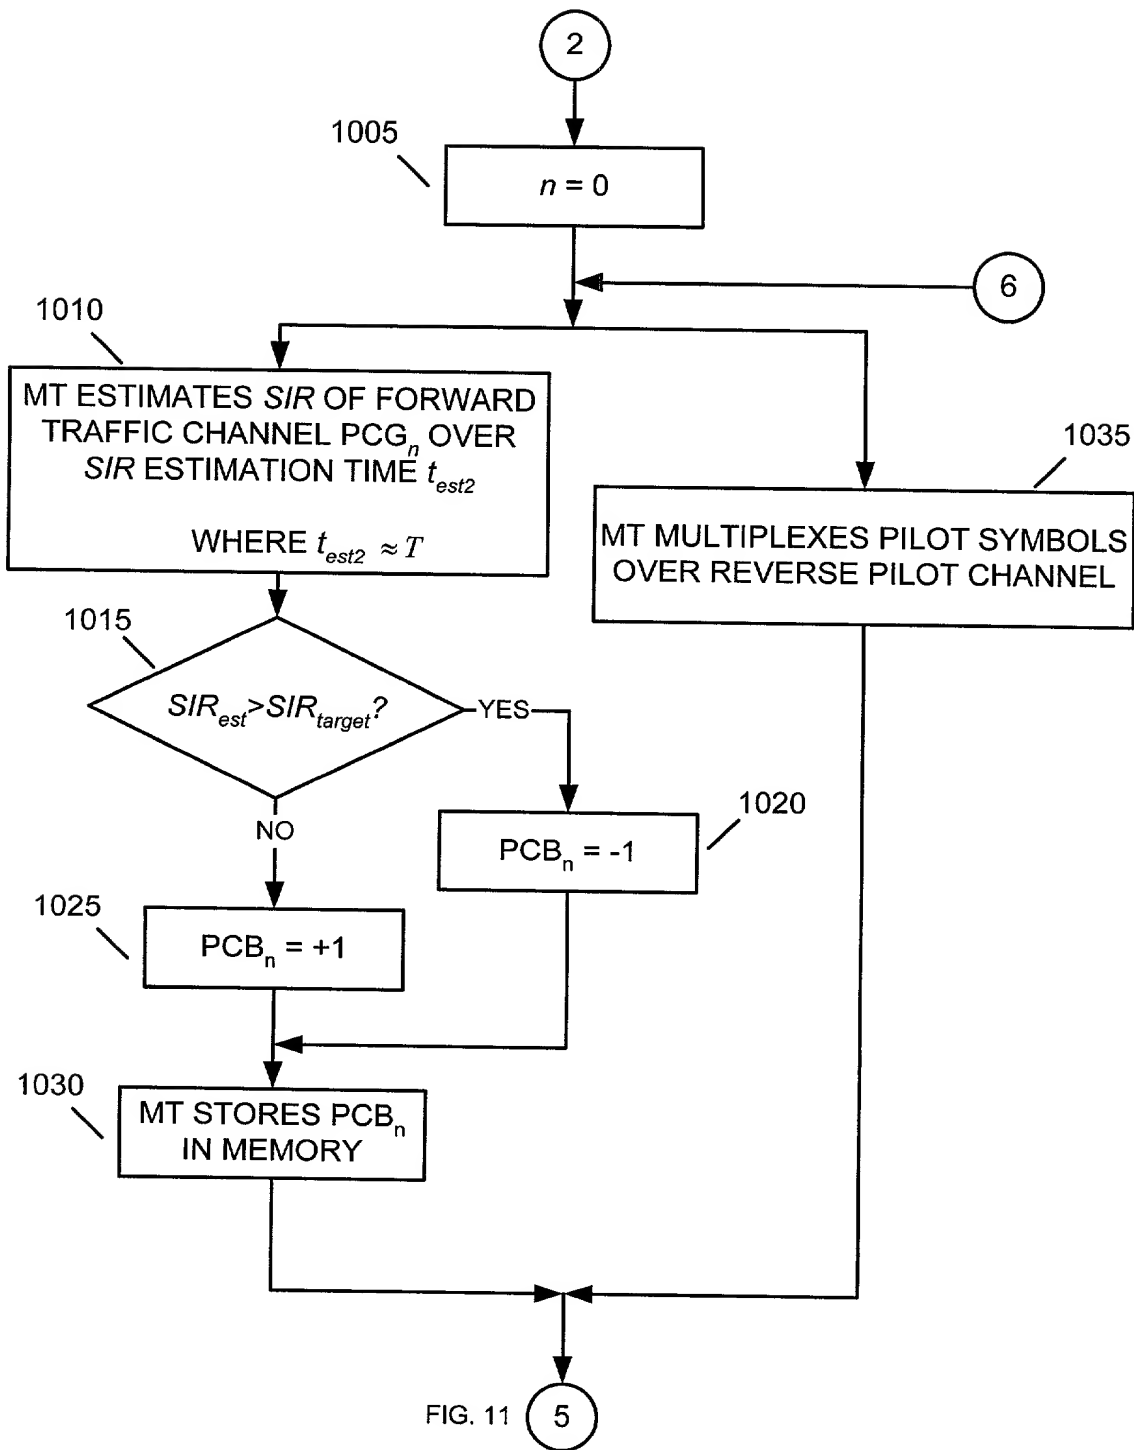 2
1005
n = 0
6
1010
MT ESTIMATES SIR OF FORWARD
TRAFFIC CHANNEL PCGn OVER
SIR ESTIMATION TIME test2
WHERE test2 ≈ T
1035
MT MULTIPLEXES PILOT SYMBOLS
OVER REVERSE PILOT CHANNEL
1015
SIRest>SIRtarget?
YES
NO
1020
PCBn = -1
1025
PCBn = +1
1030
MT STORES PCBn
IN MEMORY
FIG. 11
5